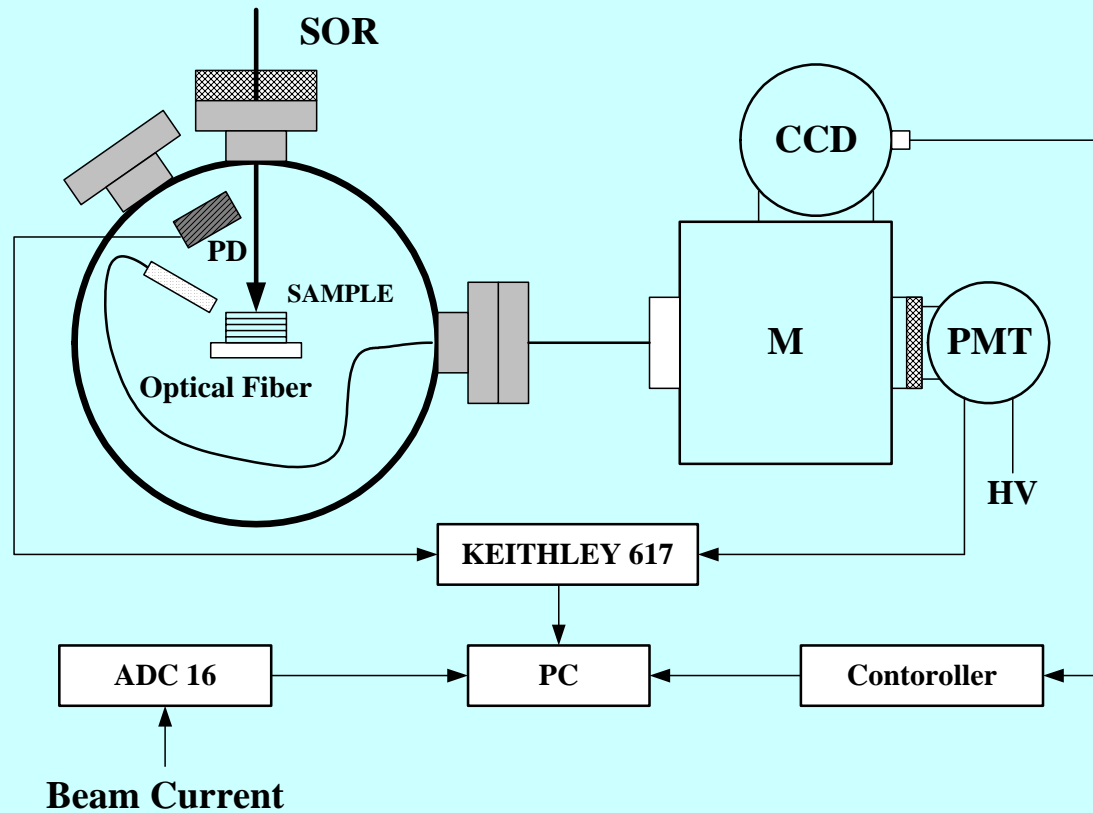 SOR
CCD
PD
SAMPLE
M
PMT
Optical Fiber
HV
KEITHLEY 617
ADC 16
PC
Contoroller
Beam Current